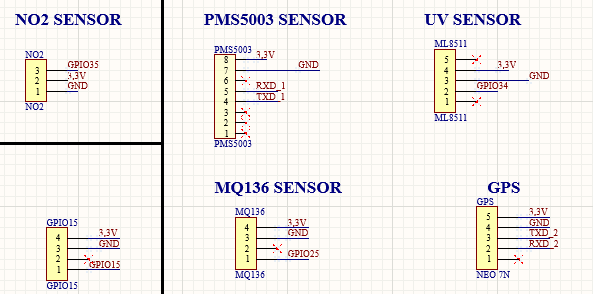 NO2 SENSOR
NO2
3 GPIO35
2 3,3V
1 GND
NO2
PMS5003 SENSOR
PMS5003
8 3,3V
7 GND
6
5 RXD_1
4 TXD_1
3
2
1
PMS5003
UV SENSOR
ML8511
5
4 3,3V
3 GND
2 GPIO34
1
ML8511
GPIO15
4 3,3V
3 GND
2
1 GPIO15
GPIO15
MQ136 SENSOR
MQ136
4 3,3V
3 GND
2
1 GPIO25
MQ136
GPS
GPS
5 3,3V
4 GND
3 TXD_2
2 RXD_2
1
NEO 7N